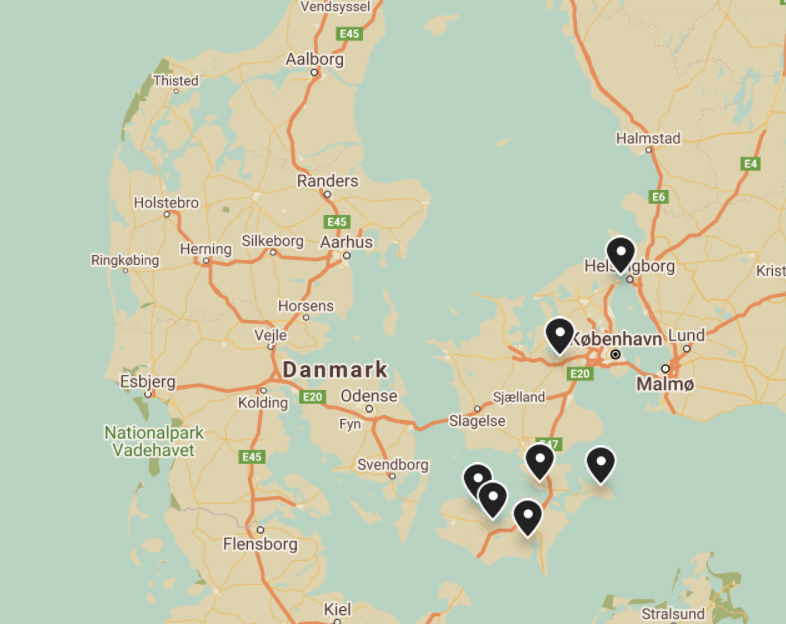 Vendsyssel
E45
Aalborg
Thisted
Halmstad
E4
Randers
E6
Holstebro
E45
Silkeborg
Aarhus
Herning
Ringkøbing
Helsingborg
Krist
Horsens
Vejle
København
Lund
Danmark
E20
Esbjerg
Malmø
Kolding
E20
Odense
Sjælland
Fyn
Slagelse
Nationalpark
Vadehavet
E47
E45
Svendborg
Flensborg
Kiel
Stralsund